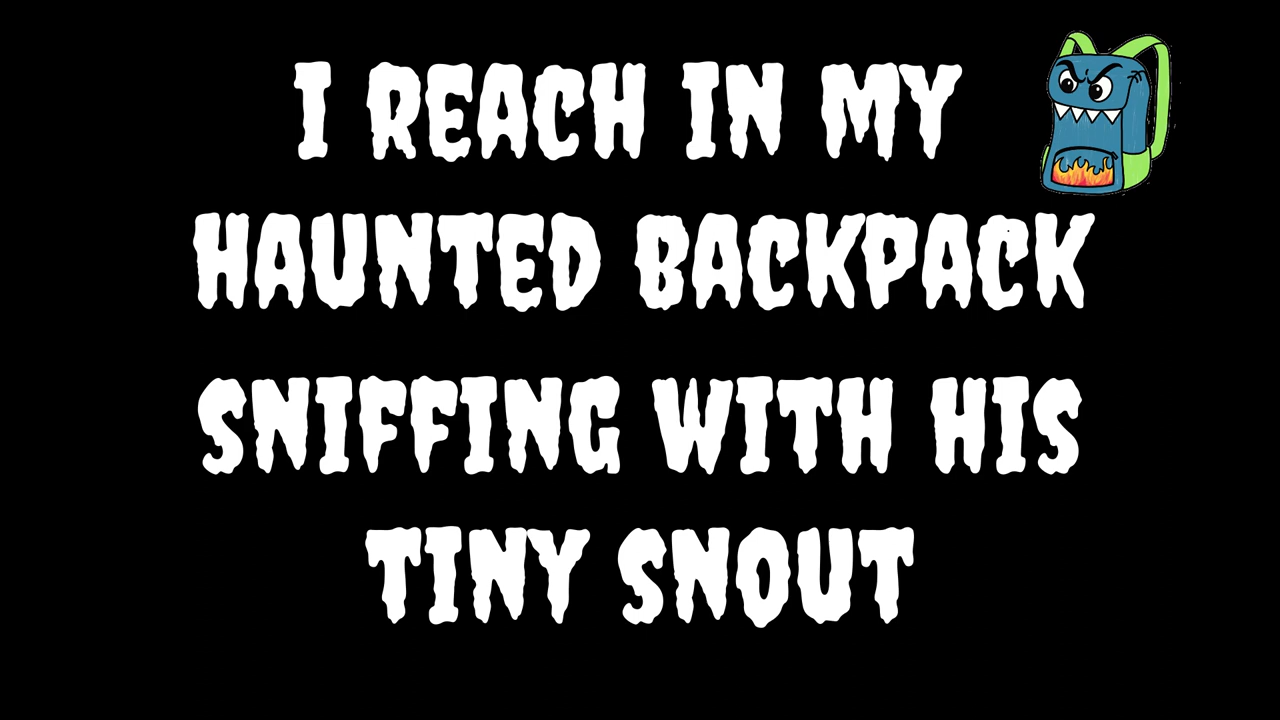 I REACH IN MY
HAUNTED BACKPACK
SNIFFING WITH HIS
TINY SNOUT